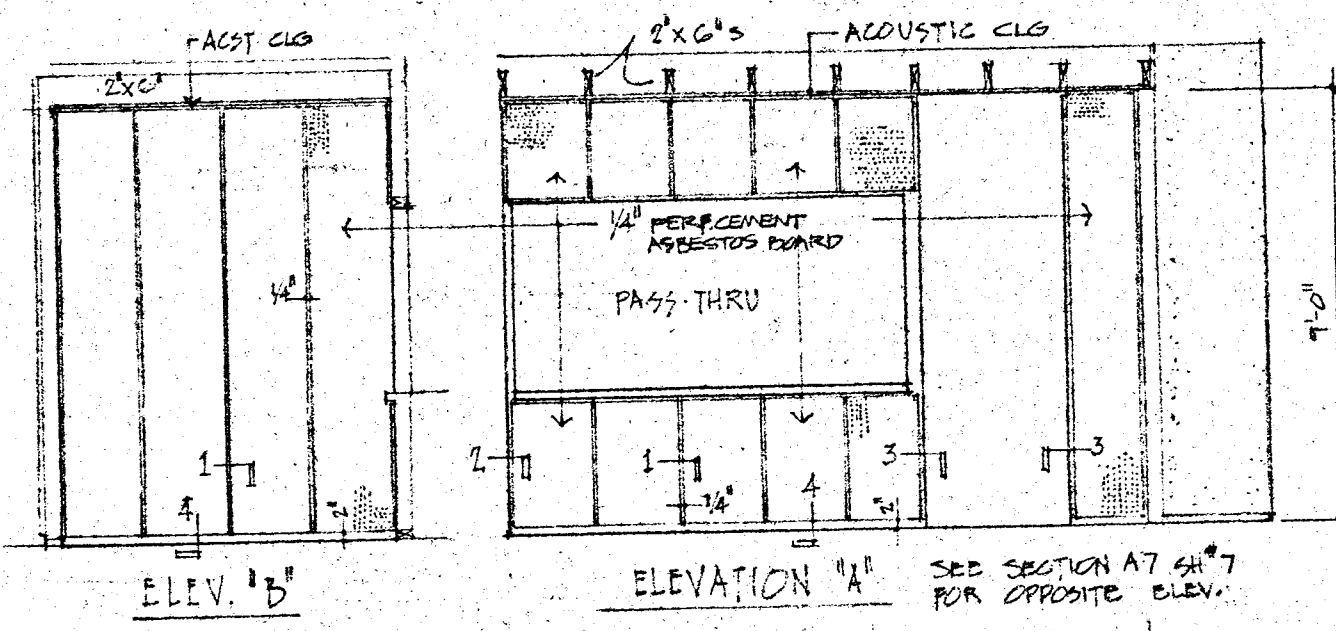 ACST CLG
2"X6"
2"X6"S
ACOUSTIC CLG
1/4" PERF. CEMENT
ASBESTOS BOARD
PASS-THRU
1/4"
9'-0"
1
4
2"
2
1
1/4"
4
2"
3
3
ELEV. "B"
ELEVATION "A"
SEE SECTION A7 SH#7
FOR OPPOSITE ELEV.